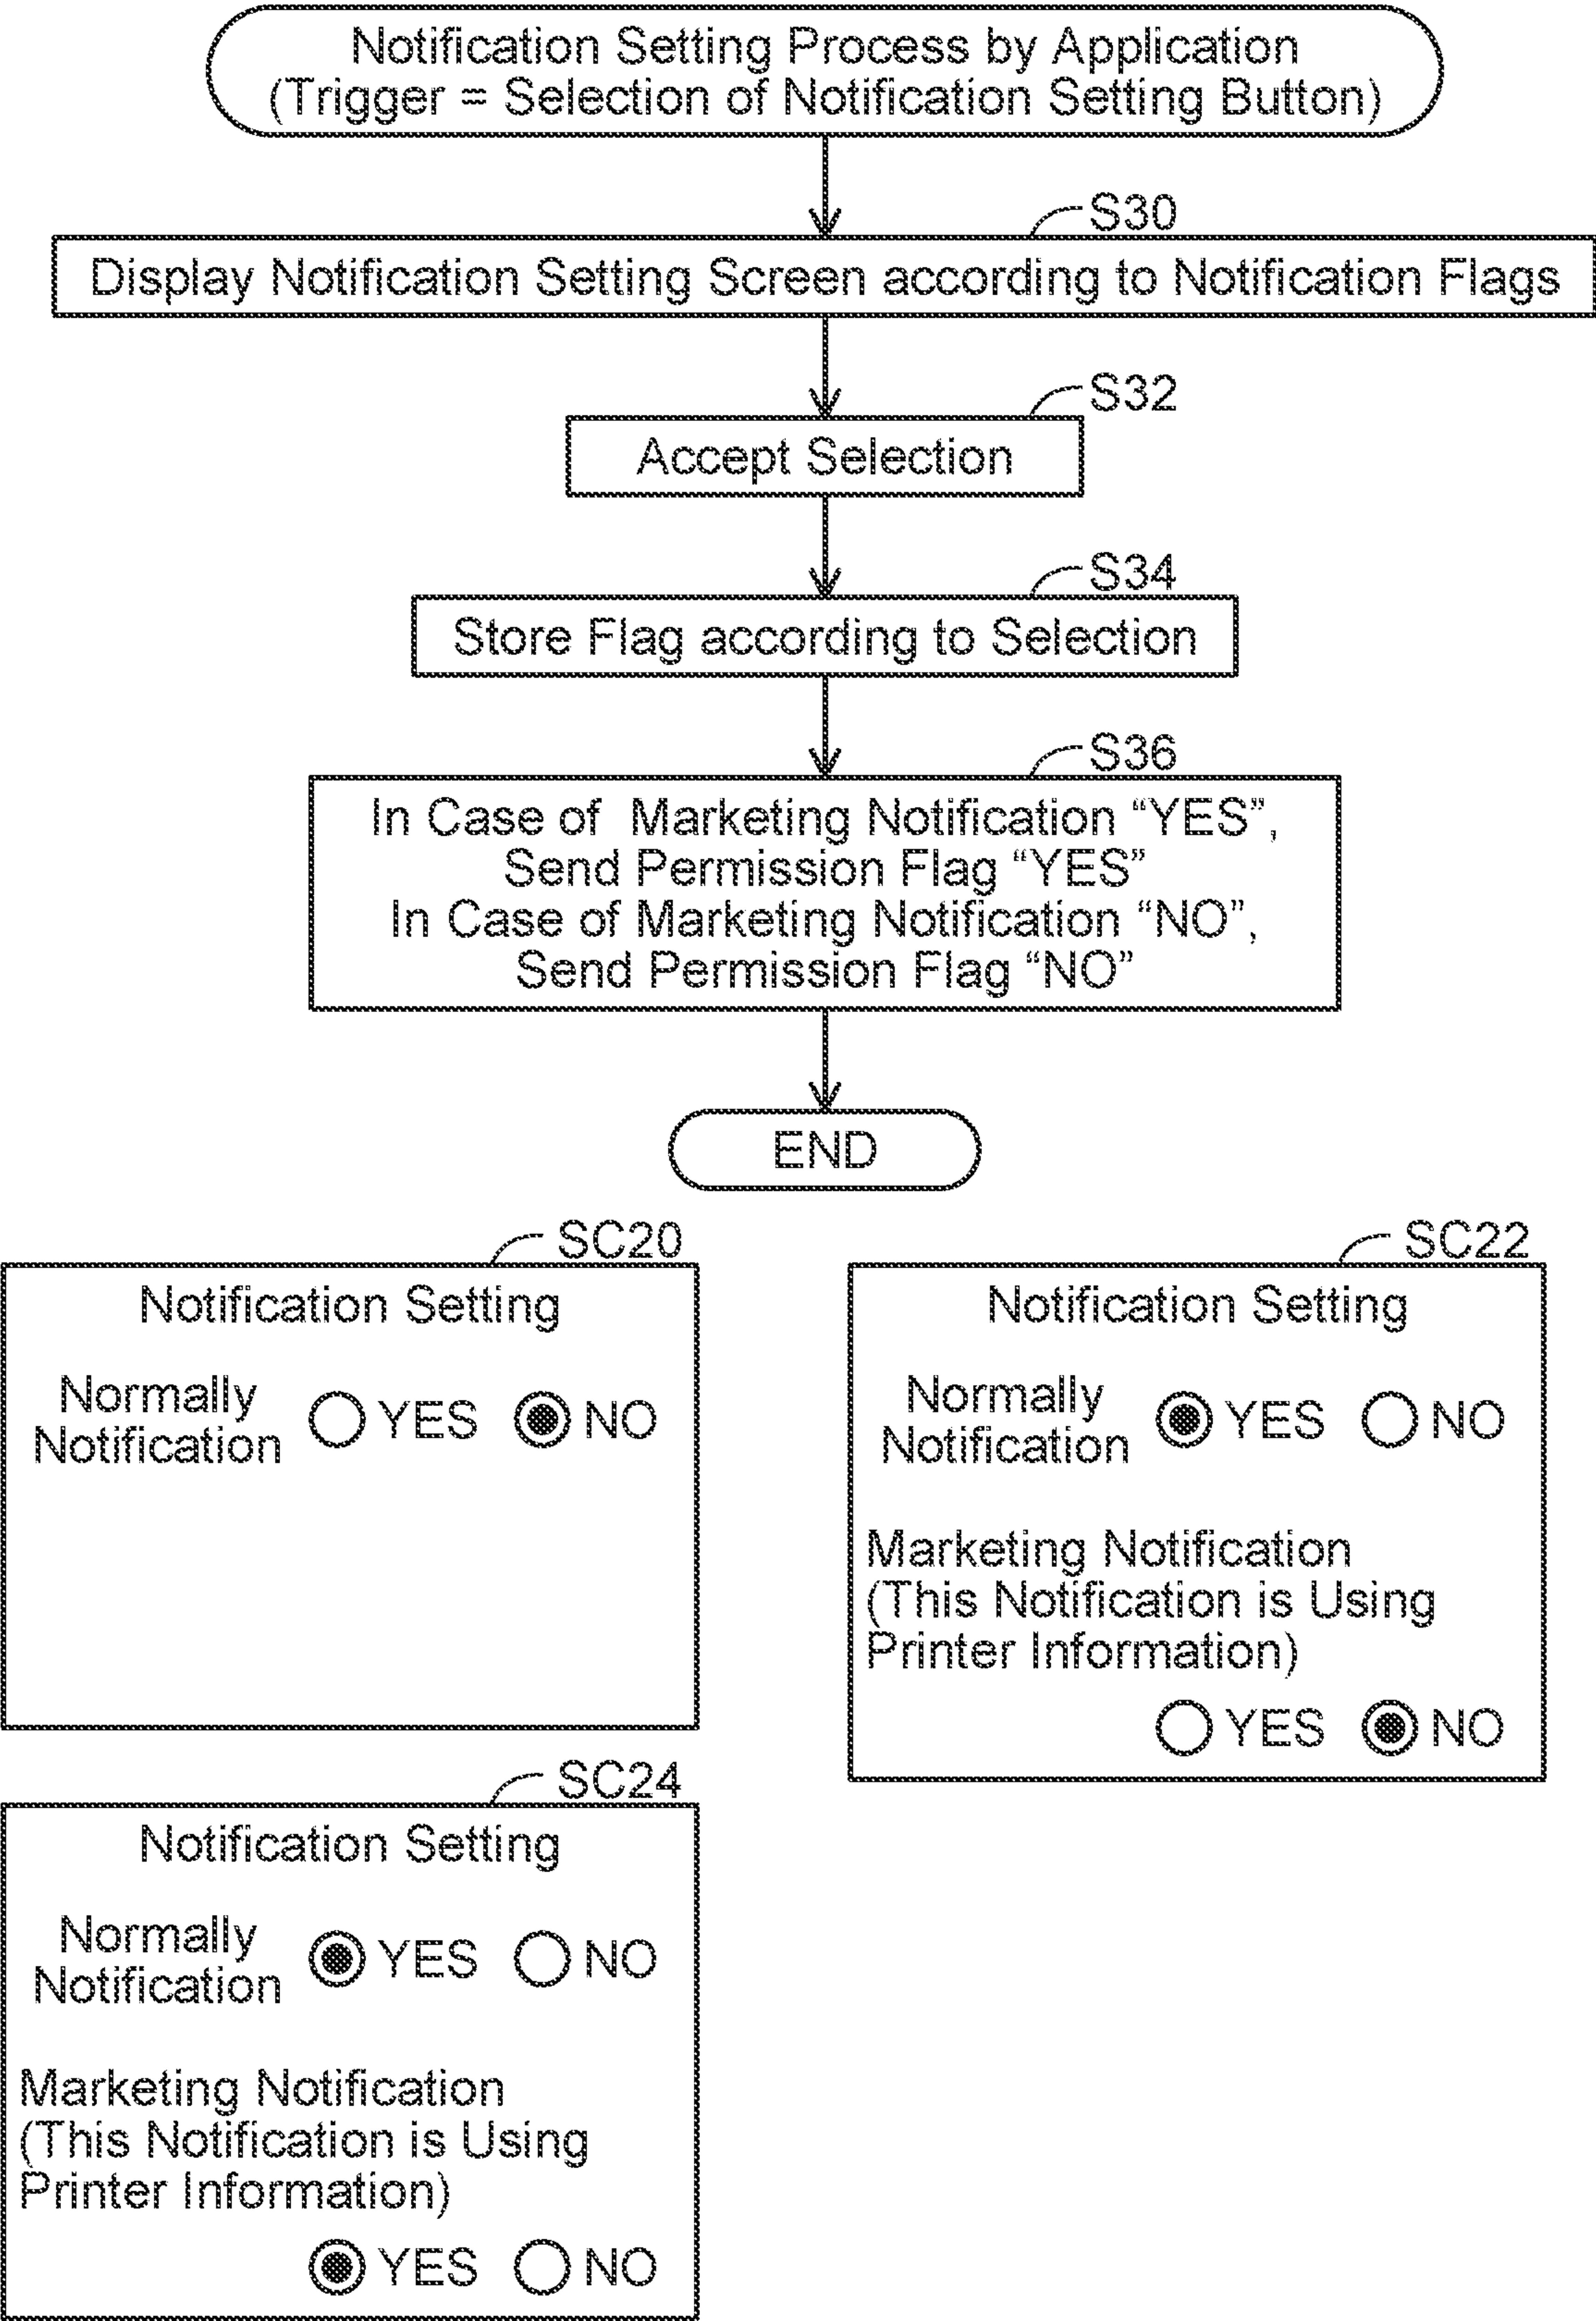 Notification Setting Process by Application
(Trigger = Selection of Notification Setting Button)
S30
Display Notification Setting Screen according to Notification Flags
S32
Accept Selection
S34
Store Flag according to Selection
S36
In Case of Marketing Notification “YES”,
Send Permission Flag “YES”
In Case of Marketing Notification “NO”,
Send Permission Flag “NO”
END
SC20
Notification Setting
Normally
Notification
YES NO
SC22
Notification Setting
Normally
Notification
YES NO
Marketing Notification
(This Notification is Using
Printer Information)
YES NO
SC24
Notification Setting
Normally
Notification
YES NO
Marketing Notification
(This Notification is Using
Printer Information)
YES NO